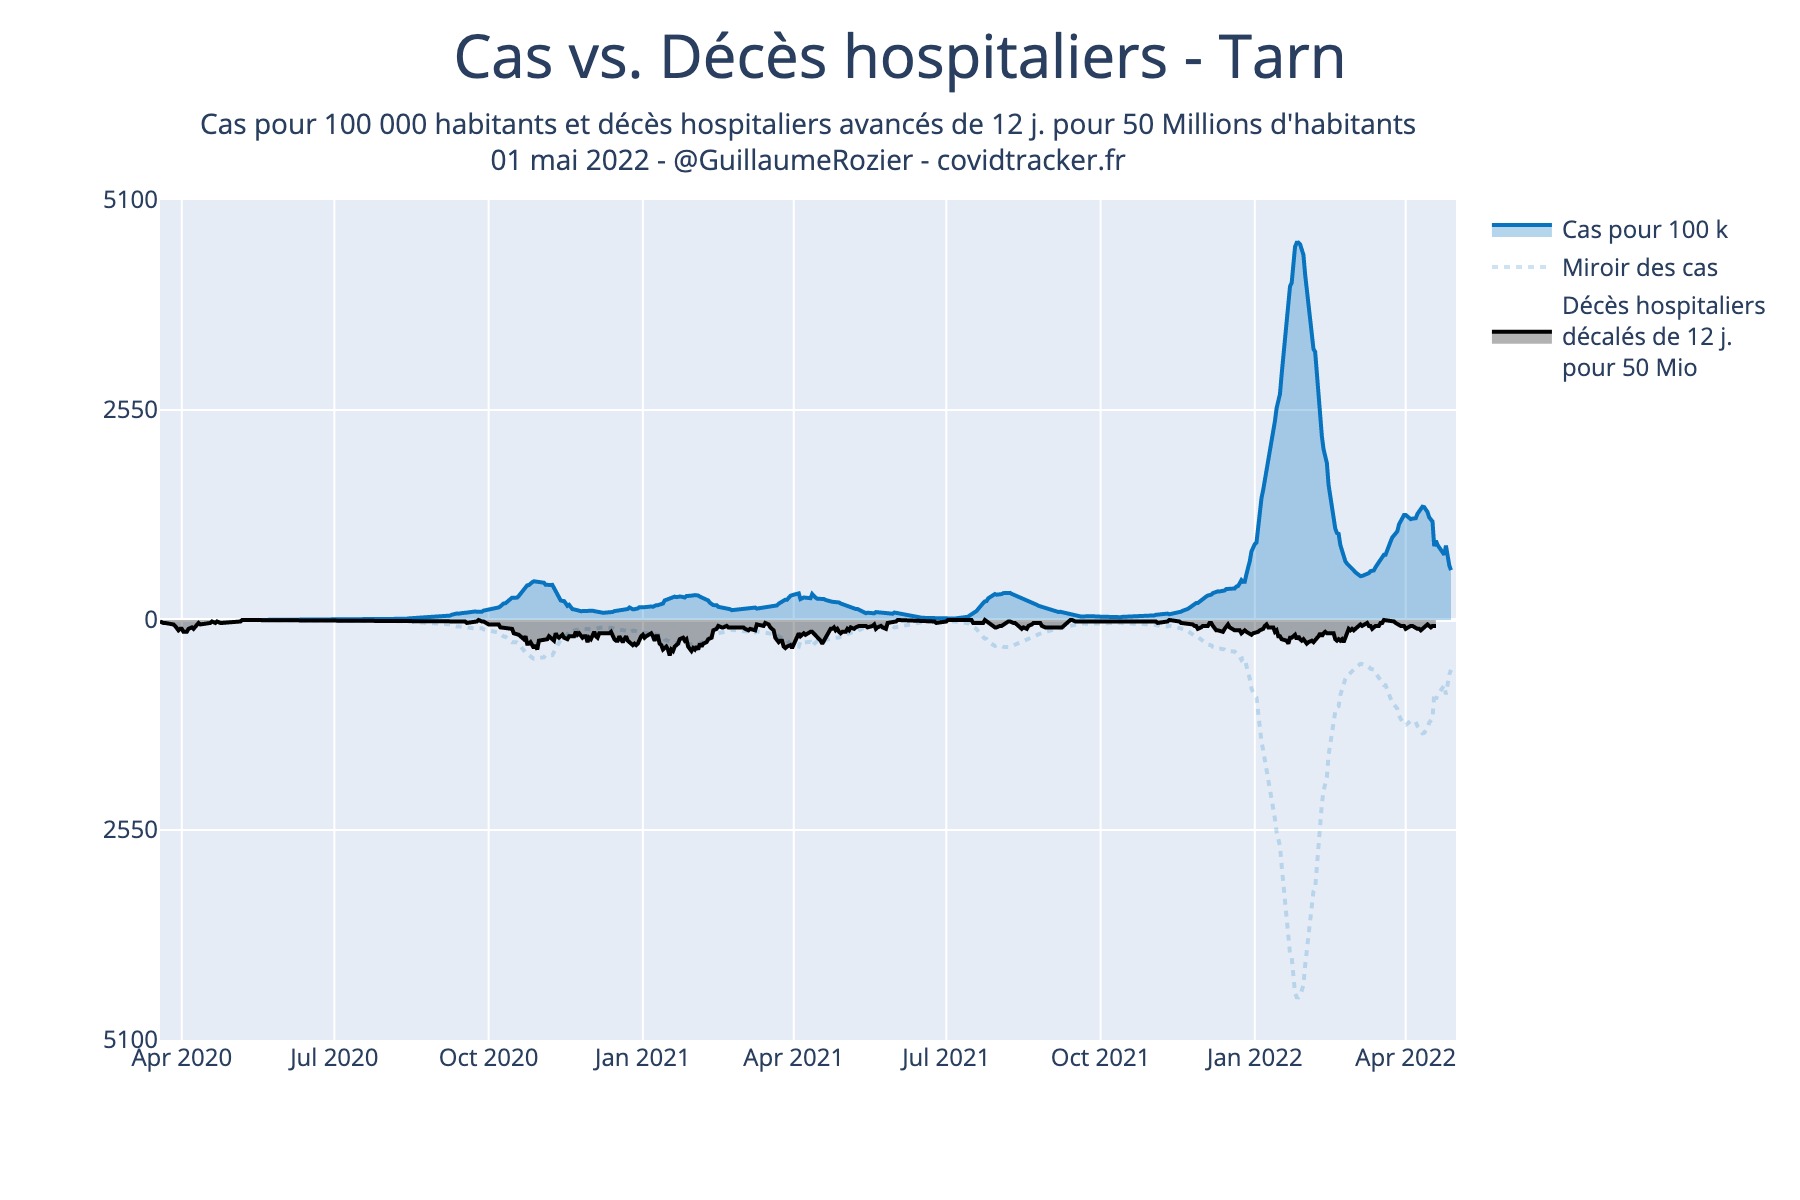 Cas vs. Décès hospitaliers - Tarn
Cas pour 100 000 habitants et décès hospitaliers avancés de 12 j. pour 50 Millions d'habitants
01 mai 2022 - @GuillaumeRozier - covidtracker.fr
5100
2550
0
2550
5100
Apr 2020
Jul 2020
Oct 2020
Jan 2021
Apr 2021
Jul 2021
Oct 2021
Jan 2022
Apr 2022
Cas pour 100 k
Miroir des cas
Décès hospitaliers
décalés de 12 j.
pour 50 Mio